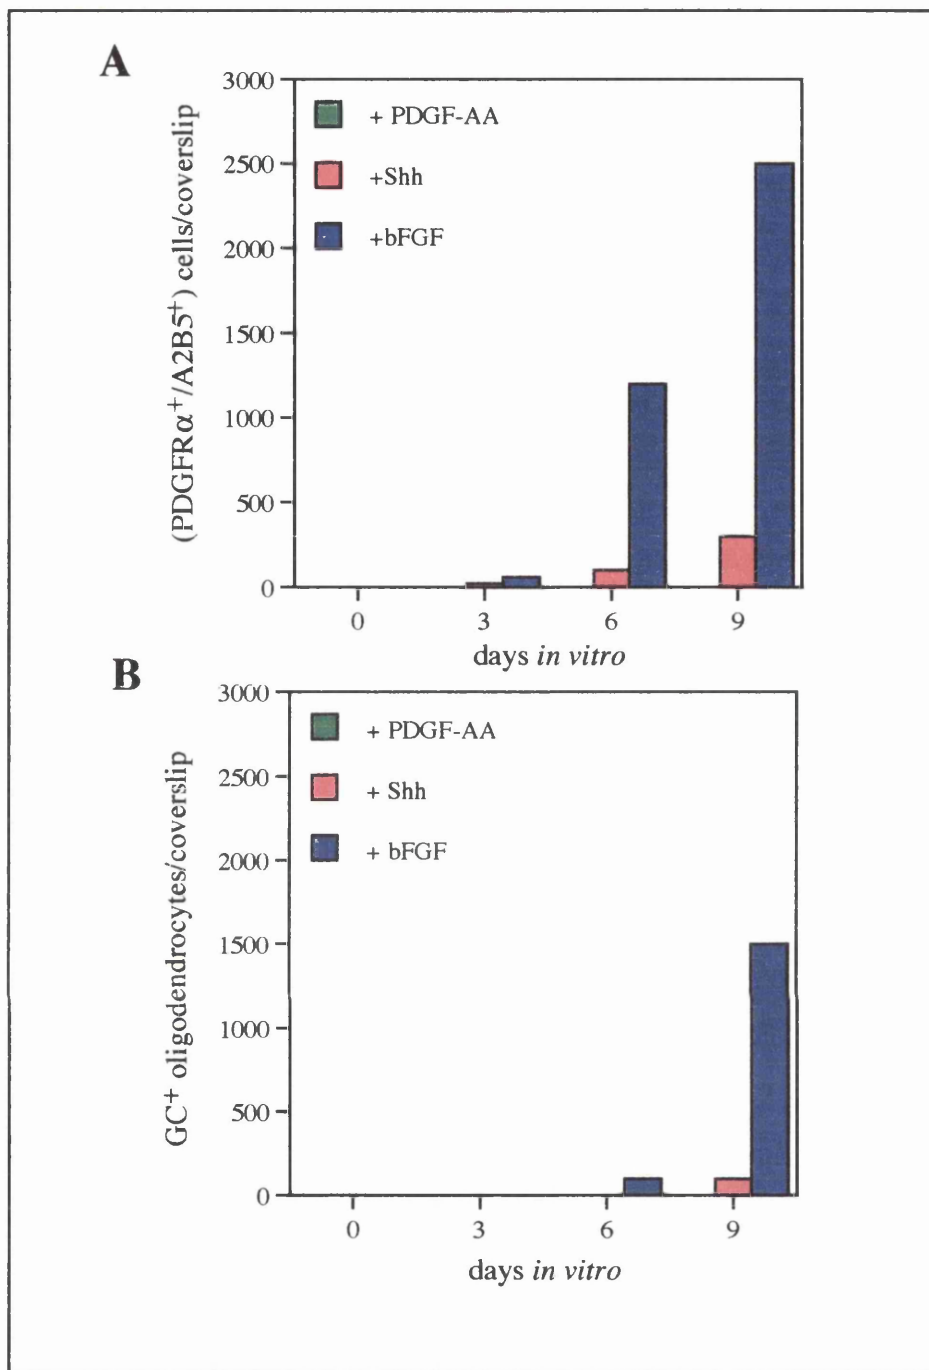 A
3000
2500
2000
1500
1000
500
0
(PDGFRα⁺/A2B5⁺) cells/coverslip
+ PDGF-AA
+Shh
+bFGF
0 3 6 9
days in vitro
B
3000
2500
2000
1500
1000
500
0
GC⁺ oligodendrocytes/coverslip
+ PDGF-AA
+ Shh
+ bFGF
0 3 6 9
days in vitro